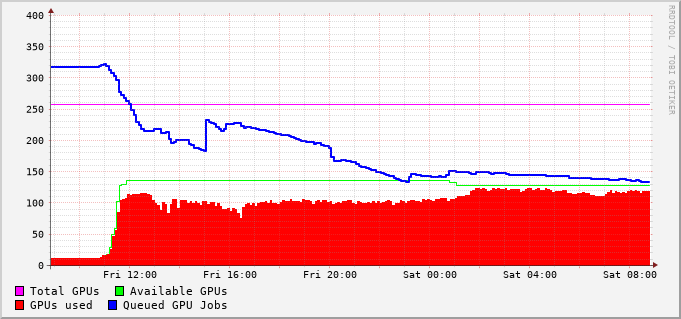 400
350
300
250
200
150
100
50
0
Fri 12:00 Fri 16:00 Fri 20:00 Sat 00:00 Sat 04:00 Sat 08:00
Total GPUs Available GPUs
GPUs used Queued GPU Jobs
RRDTOOL / TOBI OETIKER